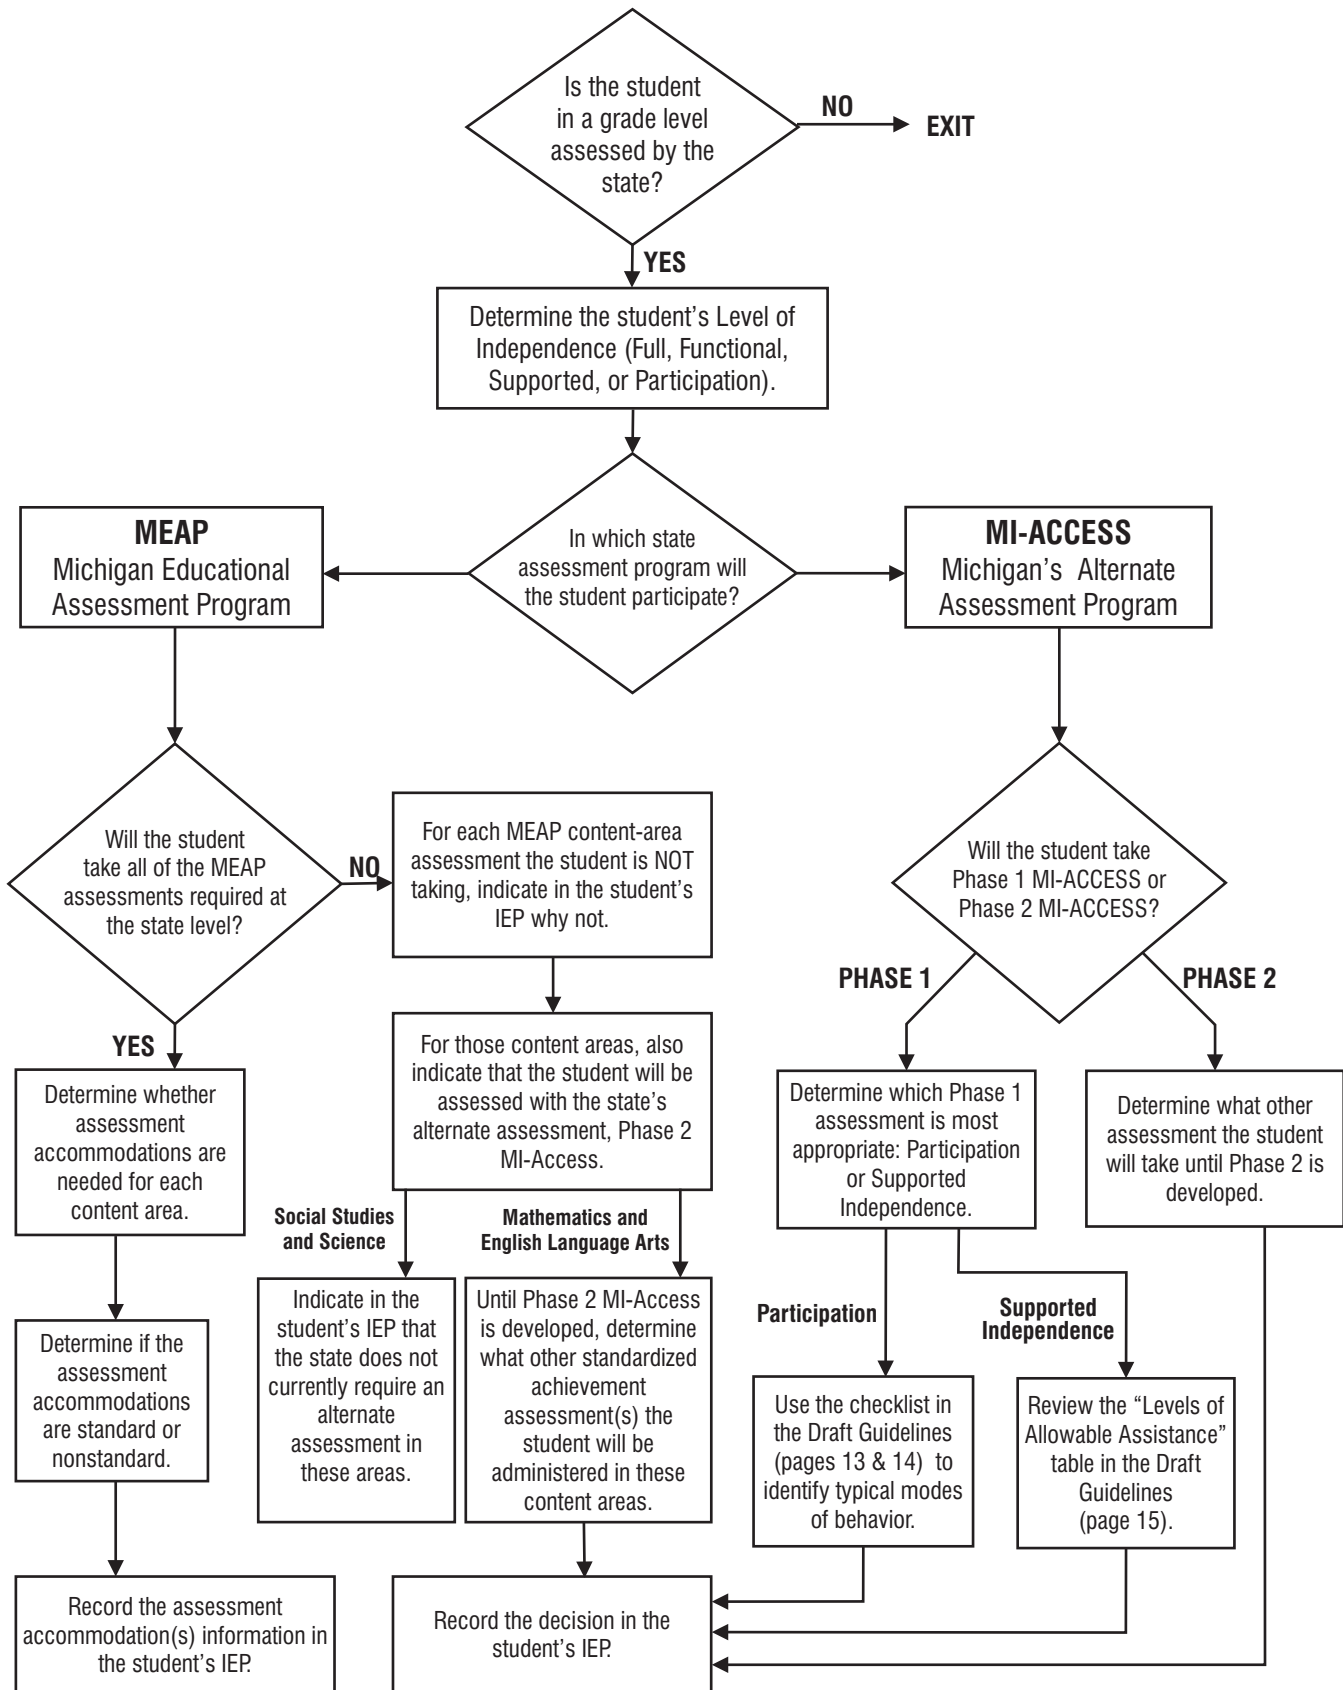 Is the student
in a grade level
assessed by the
state?
NO
EXIT
YES
Determine the student’s Level of
Independence (Full, Functional,
Supported, or Participation).
In which state
assessment program will
the student participate?
MEAP
Michigan Educational
Assessment Program
MI-ACCESS
Michigan’s Alternate
Assessment Program
Will the student
take all of the MEAP
assessments required at
the state level?
NO
For each MEAP content-area
assessment the student is NOT
taking, indicate in the student’s
IEP why not.
Will the student take
Phase 1 MI-ACCESS or
Phase 2 MI-ACCESS?
PHASE 1
PHASE 2
YES
Determine whether
assessment
accommodations are
needed for each
content area.
For those content areas, also
indicate that the student will be
assessed with the state’s
alternate assessment, Phase 2
MI-Access.
Determine which Phase 1
assessment is most
appropriate: Participation
or Supported
Independence.
Determine what other
assessment the student
will take until Phase 2 is
developed.
Social Studies
and Science
Mathematics and
English Language Arts
Participation
Supported
Independence
Determine if the
assessment
accommodations
are standard or
nonstandard.
Indicate in the
student’s IEP that
the state does not
currently require an
alternate
assessment in
these areas.
Until Phase 2 MI-Access
is developed, determine
what other standardized
achievement
assessment(s) the
student will be
administered in these
content areas.
Use the checklist in
the Draft Guidelines
(pages 13 & 14) to
identify typical modes
of behavior.
Review the “Levels of
Allowable Assistance”
table in the Draft
Guidelines
(page 15).
Record the assessment
accommodation(s) information in
the student’s IEP.
Record the decision in the
student’s IEP.